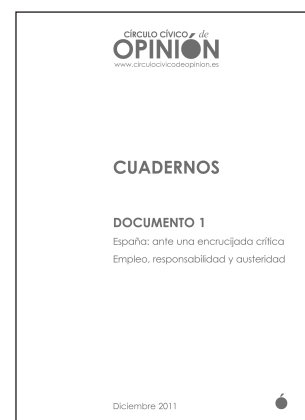 CÍRCULO CÍVICO de
OPINIÓN
www.circulocivicodeopinion.es
CUADERNOS
DOCUMENTO 1
España: ante una encrucijada crítica
Empleo, responsabilidad y austeridad
Diciembre 2011